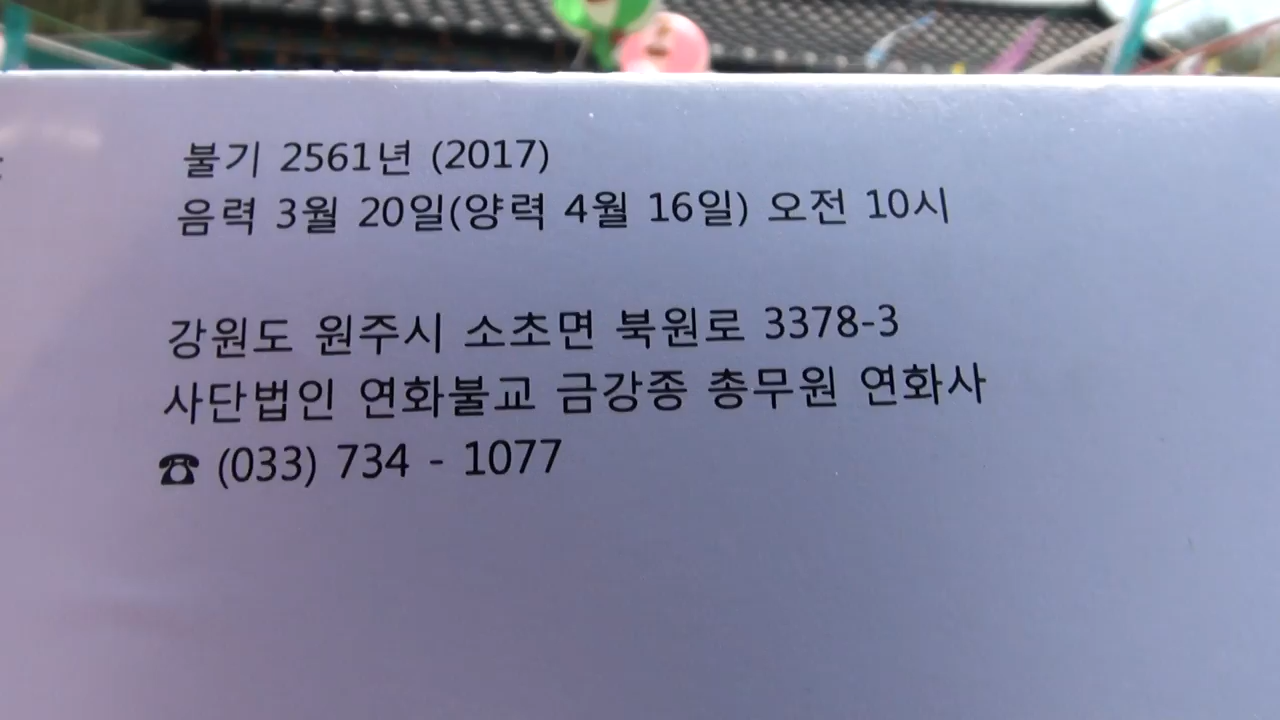 불기 2561년 (2017)
음력 3월 20일(양력 4월 16일) 오전 10시
강원도 원주시 소초면 북원로 3378-3
사단법인 연화불교 금강종 총무원 연화사
☎ (033) 734 - 1077